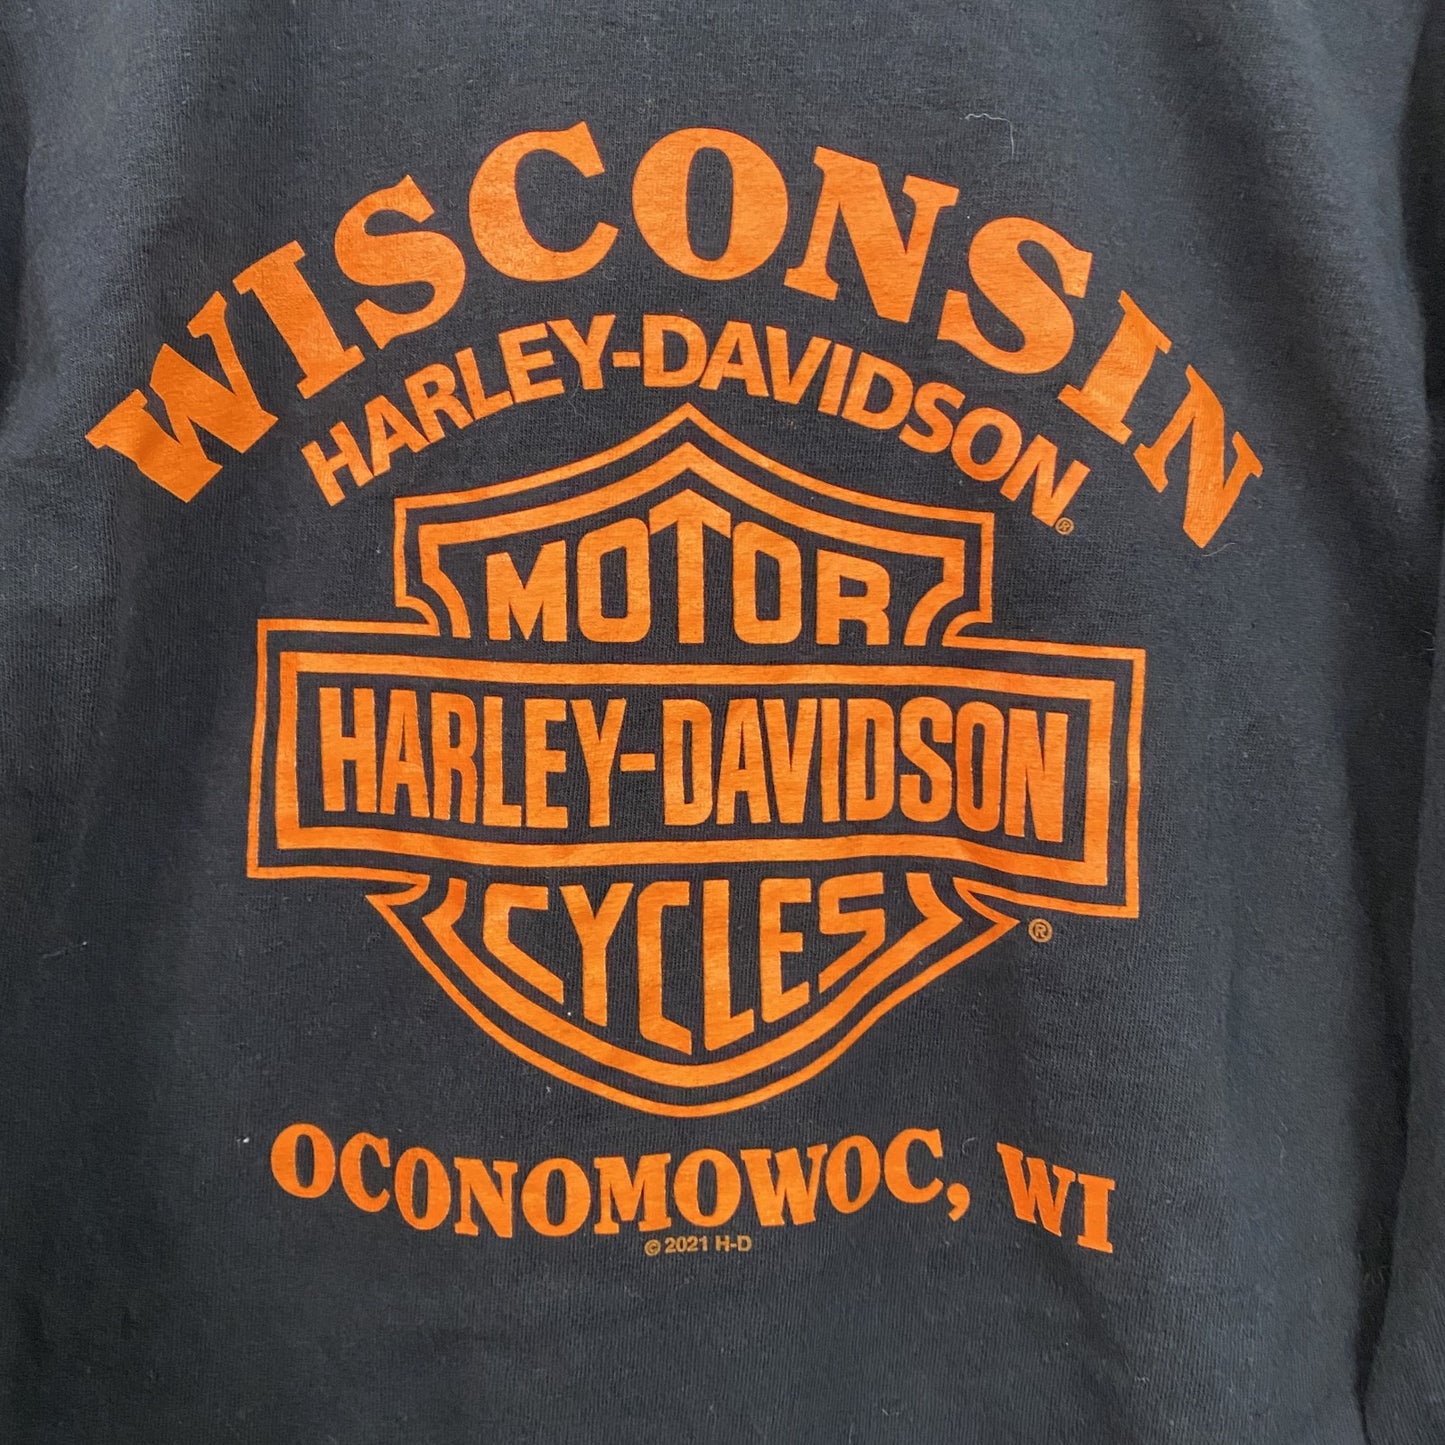 WISCONSIN
HARLEY-DAVIDSON®
MOTOR
HARLEY-DAVIDSON
CYCLES ®
OCONOMOWOC, WI
© 2021 H-D